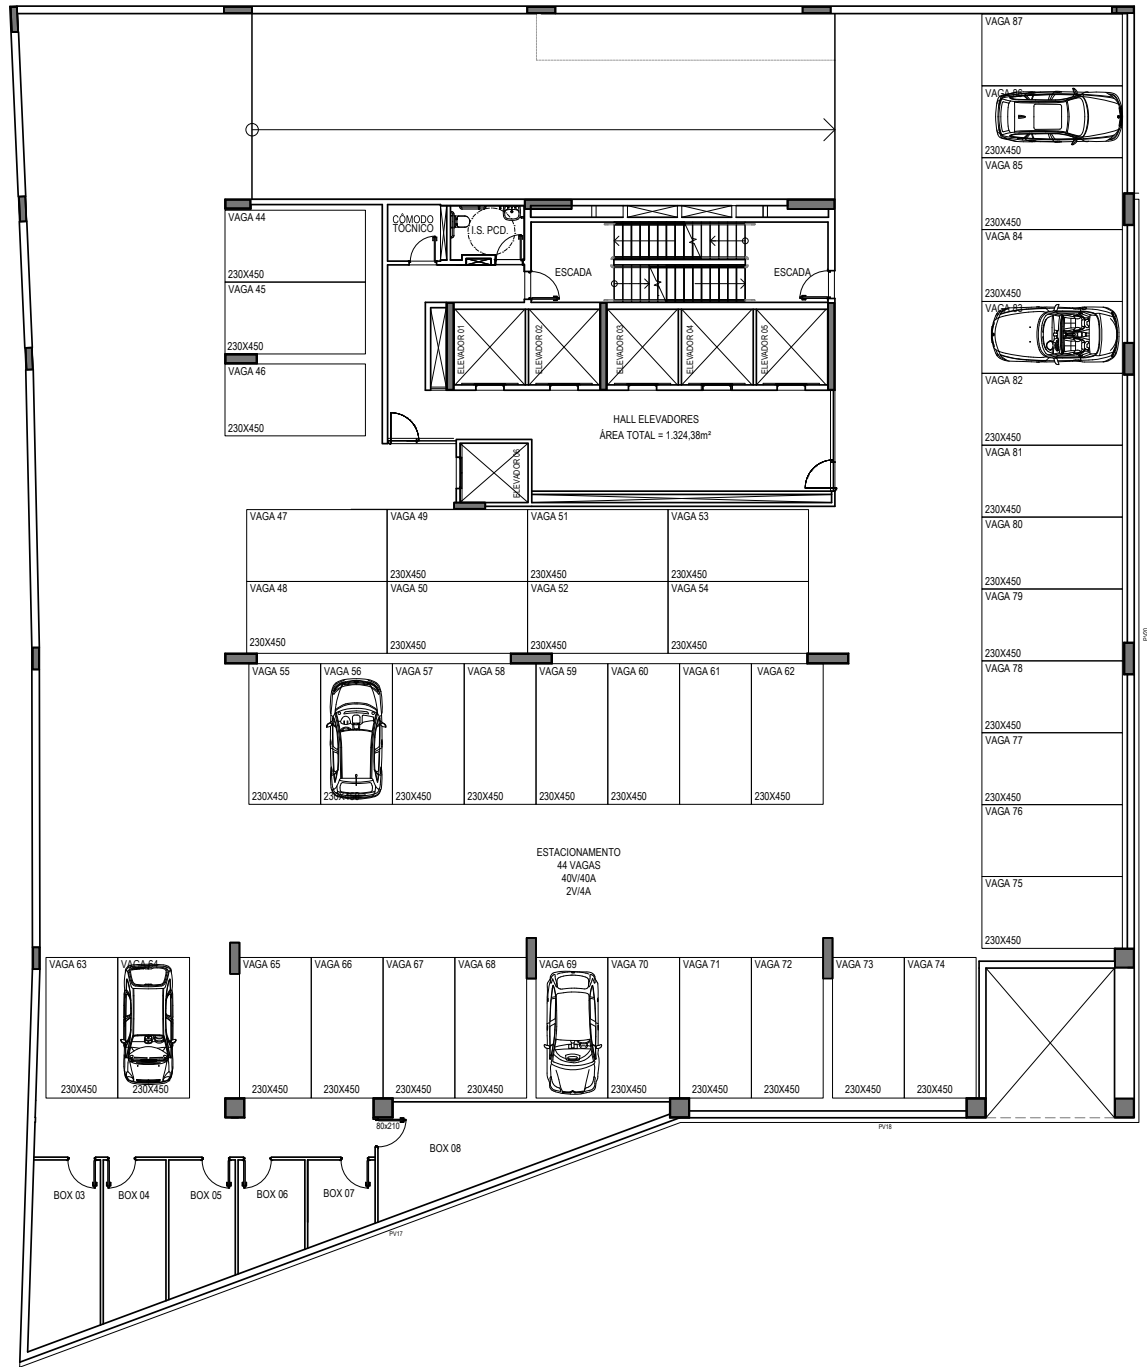 VAGA 87
VAGA 86
230X450
VAGA 85
230X450
VAGA 84
230X450
VAGA 83
VAGA 82
230X450
VAGA 81
230X450
VAGA 80
230X450
VAGA 79
230X450
VAGA 78
230X450
VAGA 77
230X450
VAGA 76
VAGA 75
230X450
VAGA 44
230X450
VAGA 45
230X450
VAGA 46
230X450
CÔMODO
TÉCNICO
I.S. PCD.
ESCADA
ESCADA
ELEVADOR 01
ELEVADOR 02
ELEVADOR 03
ELEVADOR 04
ELEVADOR 05
HALL ELEVADORES
ÁREA TOTAL = 1.324,38m²
ELEVADOR 06
VAGA 47
VAGA 49
230X450
VAGA 51
230X450
VAGA 53
230X450
VAGA 48
230X450
VAGA 50
230X450
VAGA 52
230X450
VAGA 54
230X450
VAGA 55
230X450
VAGA 56
230X450
VAGA 57
230X450
VAGA 58
230X450
VAGA 59
230X450
VAGA 60
230X450
VAGA 61
VAGA 62
230X450
ESTACIONAMENTO
44 VAGAS
40V/40A
2V/4A
VAGA 63
230X450
VAGA 64
230X450
VAGA 65
230X450
VAGA 66
230X450
VAGA 67
230X450
VAGA 68
230X450
VAGA 69
VAGA 70
230X450
VAGA 71
230X450
VAGA 72
230X450
VAGA 73
230X450
VAGA 74
230X450
80x210
BOX 08
BOX 03
BOX 04
BOX 05
BOX 06
BOX 07
PV17
PV18
PV20